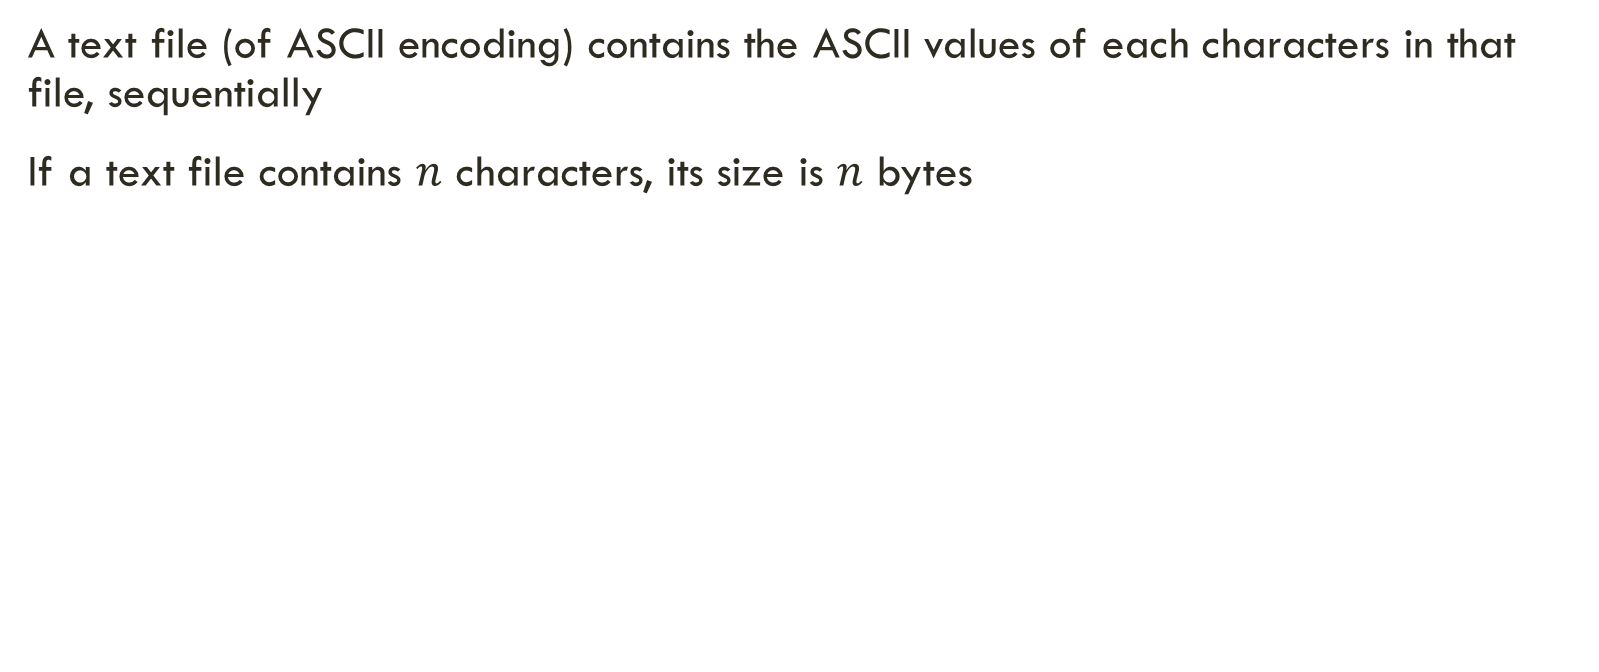 A text file (of ASCII encoding) contains the ASCII values of each characters in that
file, sequentially
If a text file contains n characters, its size is n bytes